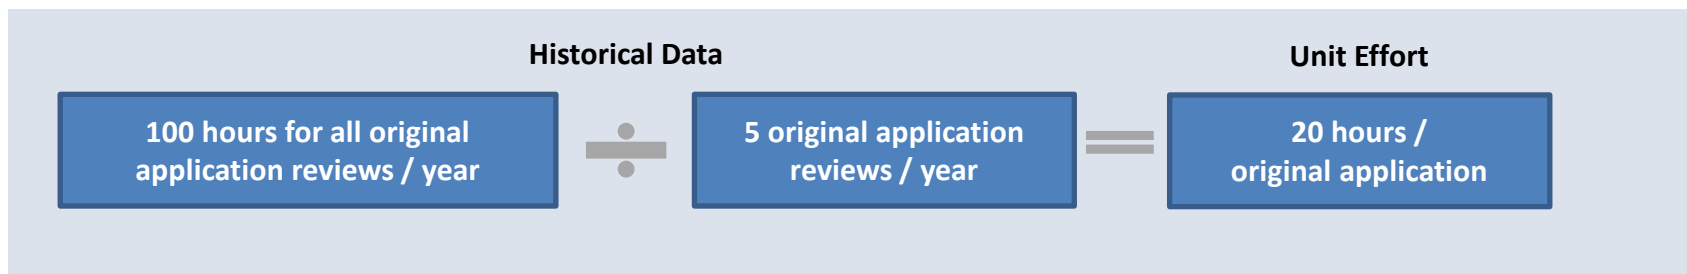 Historical Data
Unit Effort
100 hours for all original
application reviews / year
÷
5 original application
reviews / year
=
20 hours /
original application